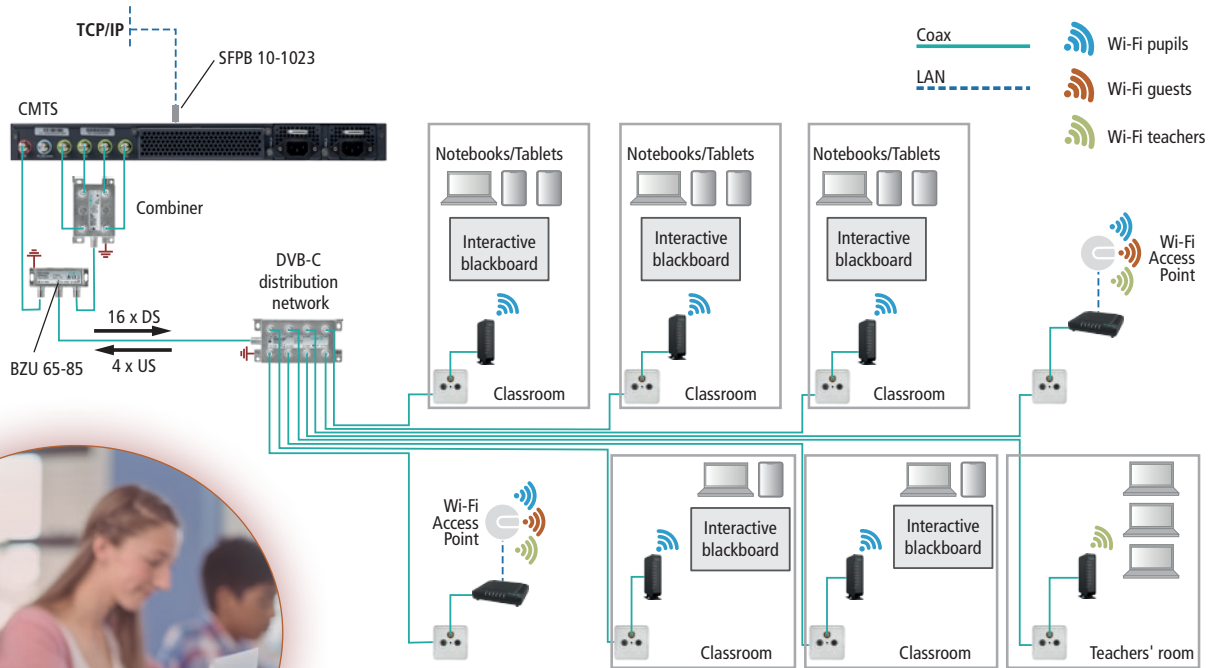 TCP/IP
SFPB 10-1023
CMTS
Combiner
BZU 65-85
16 x DS
4 x US
DVB-C
distribution
network
Coax
LAN
Wi-Fi pupils
Wi-Fi guests
Wi-Fi teachers
Notebooks/Tablets
Interactive
blackboard
Classroom
Notebooks/Tablets
Interactive
blackboard
Classroom
Notebooks/Tablets
Interactive
blackboard
Classroom
Wi-Fi
Access
Point
Wi-Fi
Access
Point
Interactive
blackboard
Classroom
Interactive
blackboard
Classroom
Teachers' room